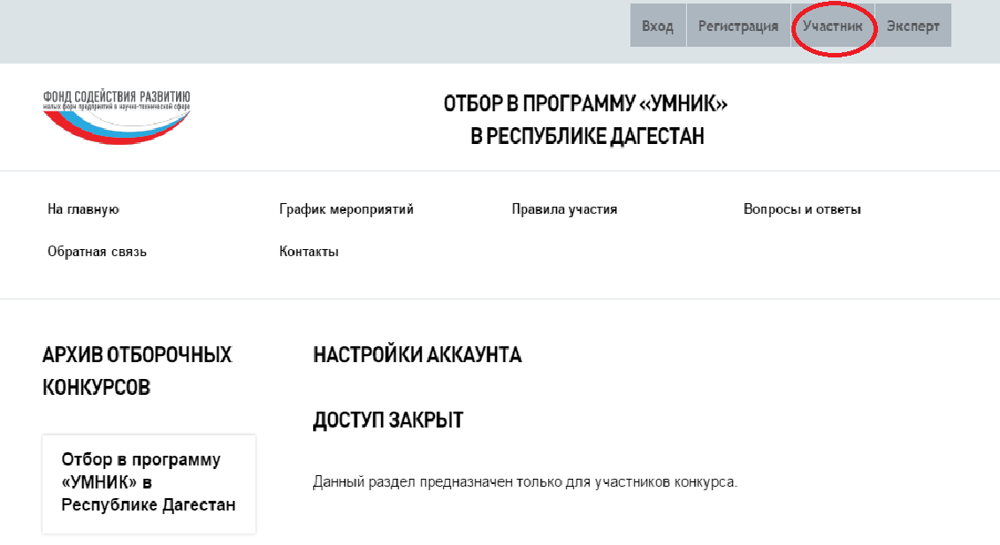 Вход Регистрация Участник Эксперт
ФОНД СОДЕЙСТВИЯ РАЗВИТИЮ
малых форм предприятий в научно-технической сфере
ОТБОР В ПРОГРАММУ «УМНИК»
В РЕСПУБЛИКЕ ДАГЕСТАН
На главную График мероприятий Правила участия Вопросы и ответы
Обратная связь Контакты
АРХИВ ОТБОРОЧНЫХ
КОНКУРСОВ
Отбор в программу
«УМНИК» в
Республике Дагестан
НАСТРОЙКИ АККАУНТА
ДОСТУП ЗАКРЫТ
Данный раздел предназначен только для участников конкурса.